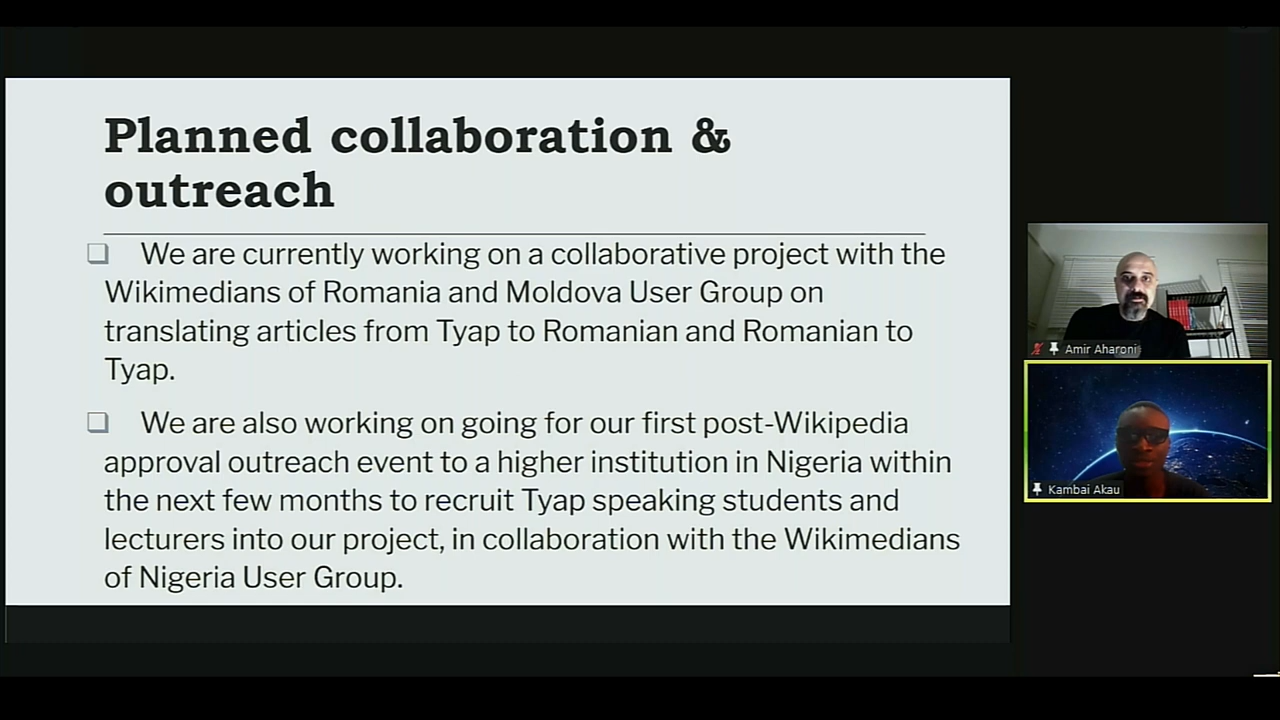 Planned collaboration &
outreach
❑ We are currently working on a collaborative project with the
Wikimedians of Romania and Moldova User Group on
translating articles from Tyap to Romanian and Romanian to
Tyap.
❑ We are also working on going for our first post-Wikipedia
approval outreach event to a higher institution in Nigeria within
the next few months to recruit Tyap speaking students and
lecturers into our project, in collaboration with the Wikimedians
of Nigeria User Group.
Amir Aharoni
Kambai Akau